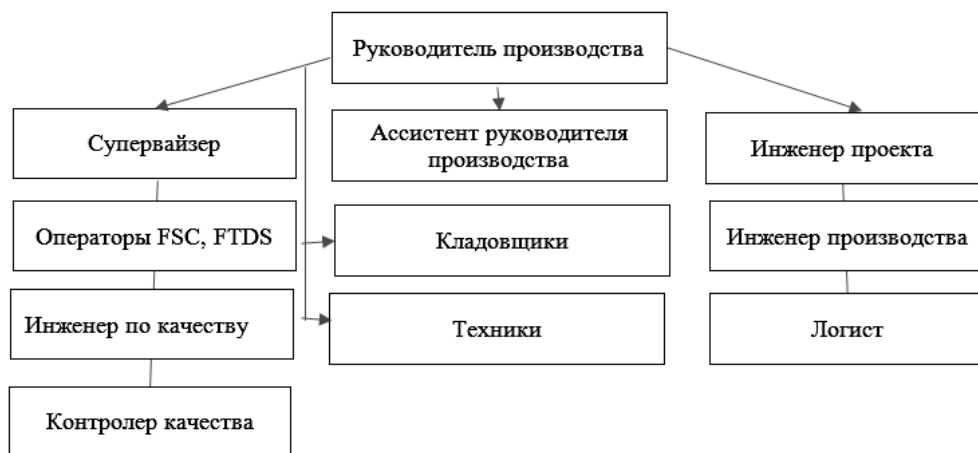 Руководитель производства
Супервайзер
Ассистент руководителя
производства
Инженер проекта
Операторы FSC, FTDS
Кладовщики
Инженер производства
Инженер по качеству
Техники
Логист
Контролер качества